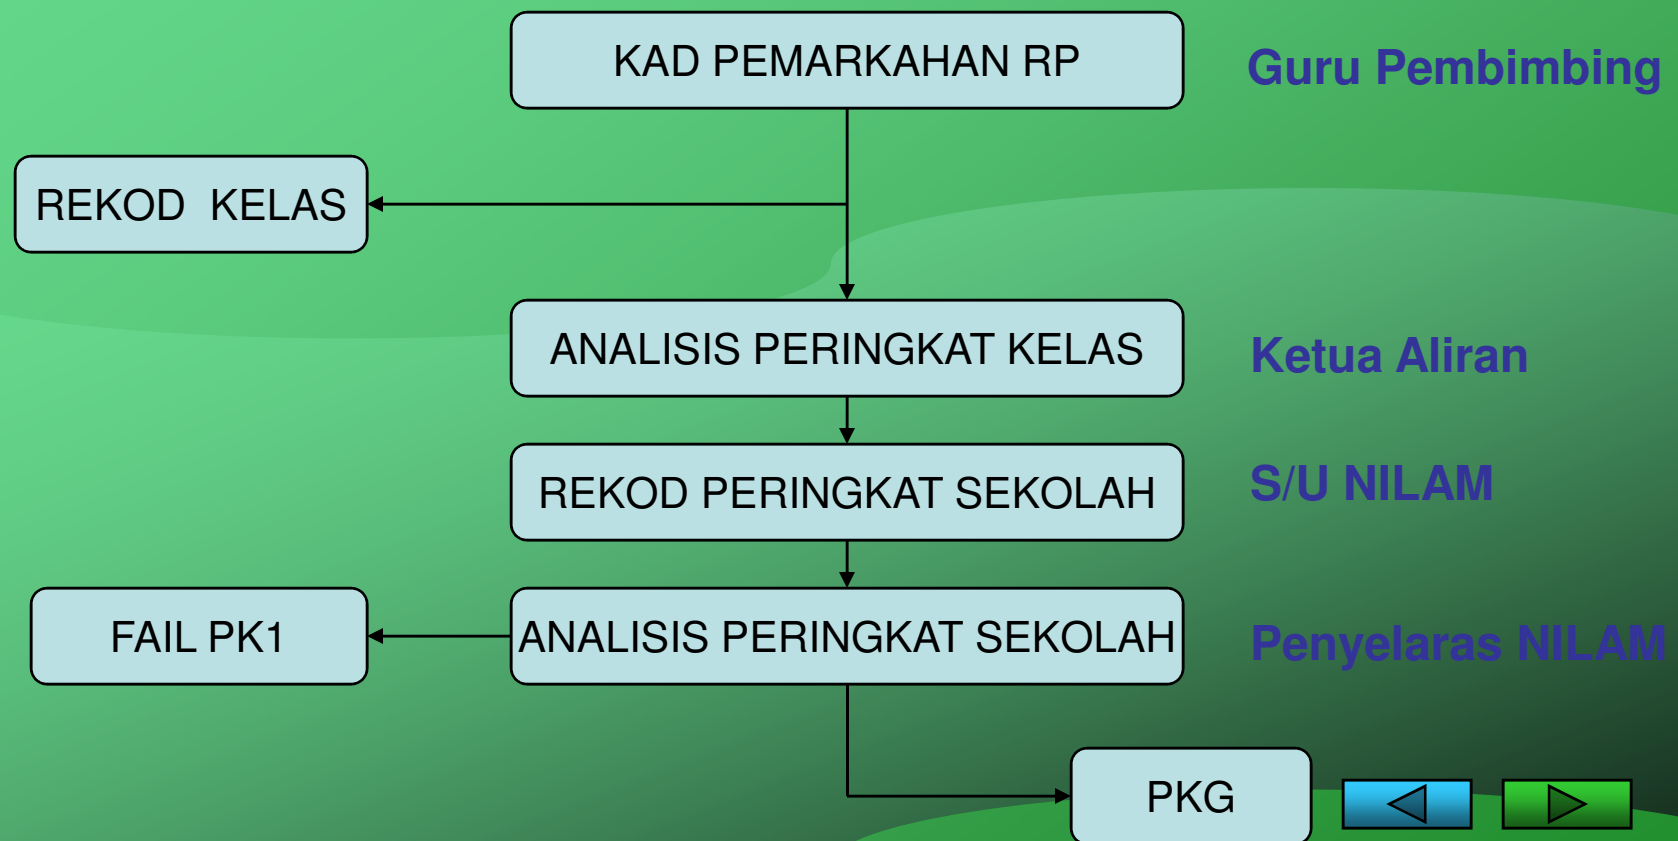 KAD PEMARKAHAN RP
Guru Pembimbing
REKOD  KELAS
ANALISIS PERINGKAT KELAS
Ketua Aliran
REKOD PERINGKAT SEKOLAH
S/U NILAM
FAIL PK1
ANALISIS PERINGKAT SEKOLAH
Penyelaras NILAM
PKG